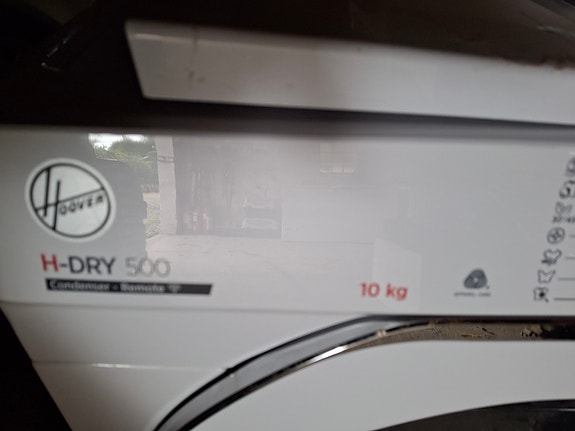 HOOVER
H-DRY 500
Condenser - Remote
10 kg